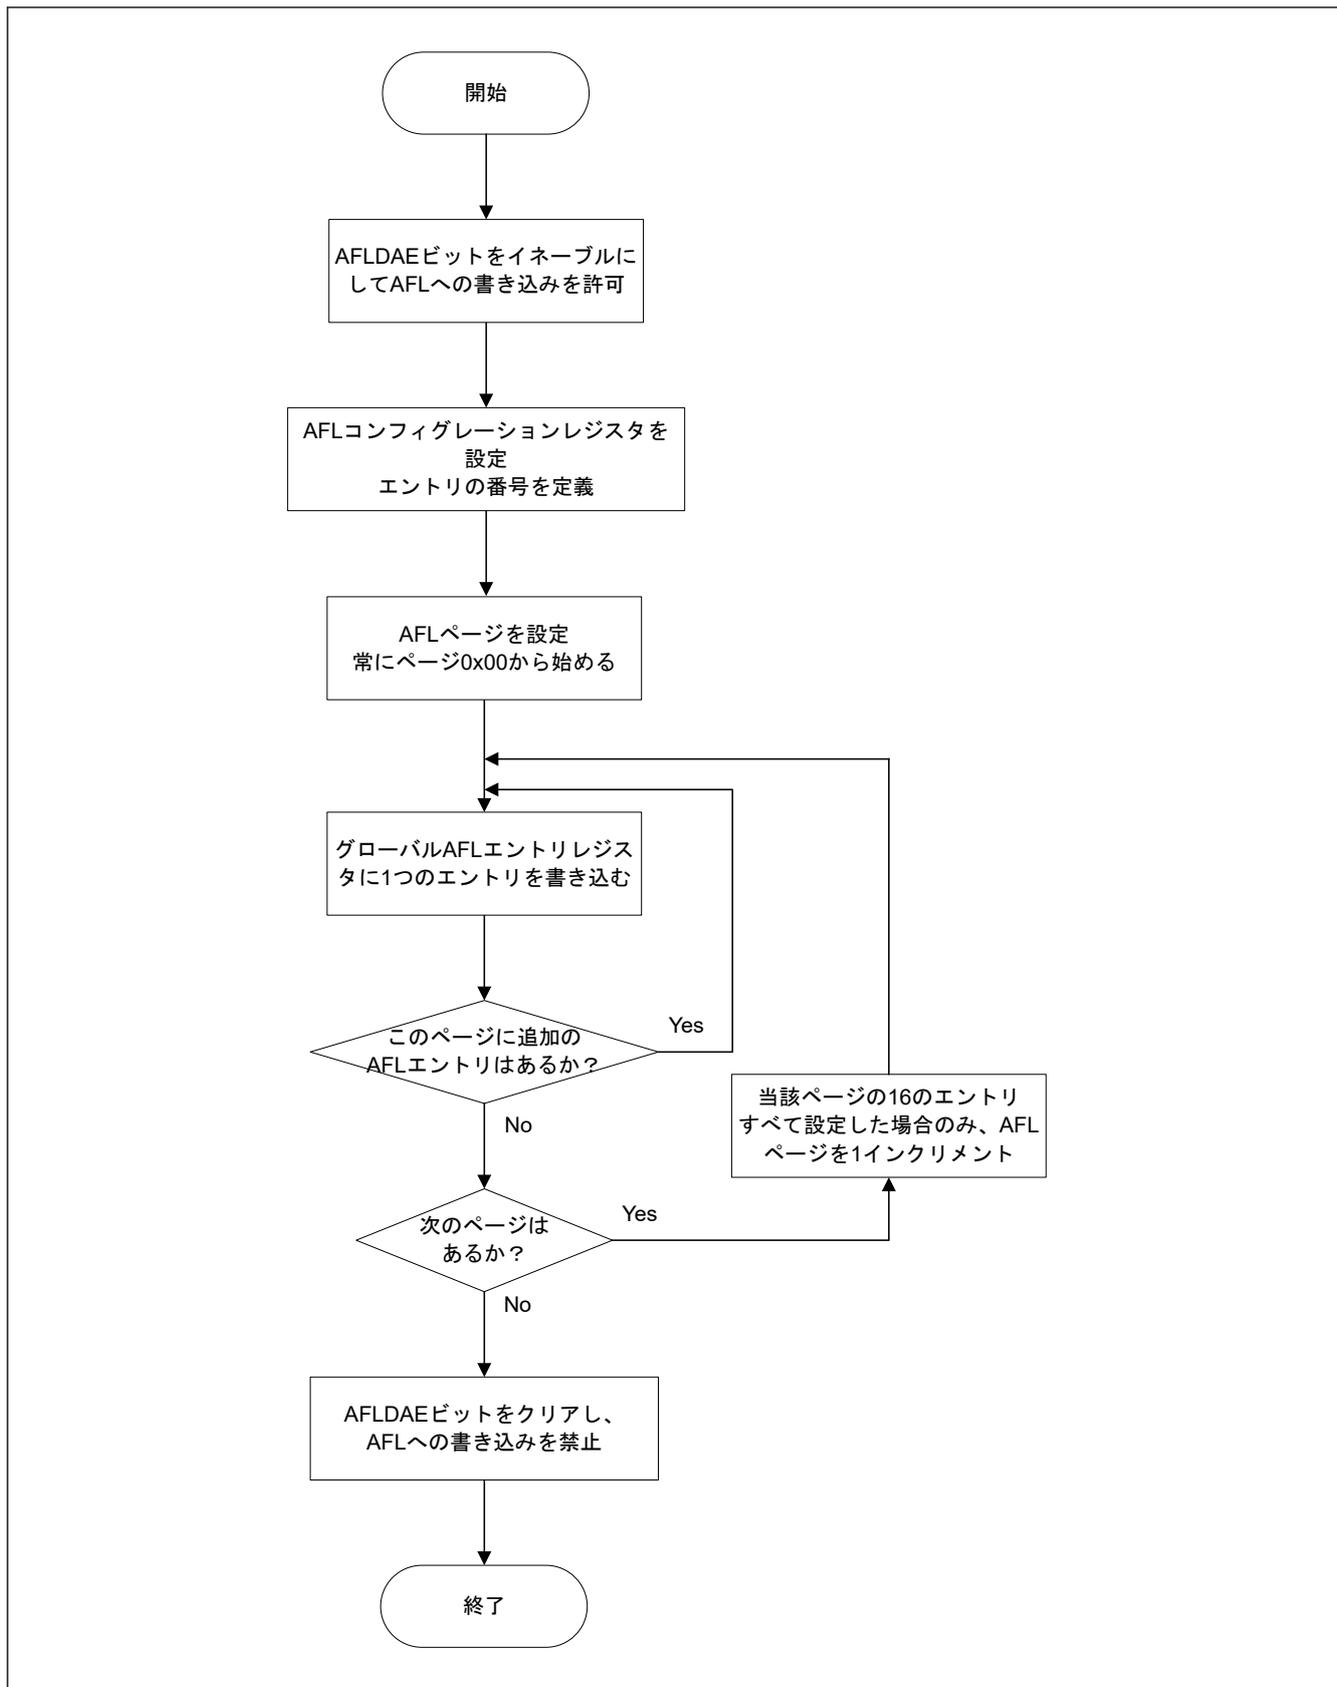 開始
AFLDAEビットをイネーブルに
してAFLへの書き込みを許可
AFLコンフィグレーションレジスタを
設定
エントリの番号を定義
AFLページを設定
常にページ0x00から始める
グローバルAFLエントリレジス
タに1つのエントリを書き込む
このページに追加の
AFLエントリはあるか？
Yes
No
当該ページの16のエントリ
すべて設定した場合のみ、AFL
ページを1インクリメント
次のページは
あるか？
Yes
No
AFLDAEビットをクリアし、
AFLへの書き込みを禁止
終了